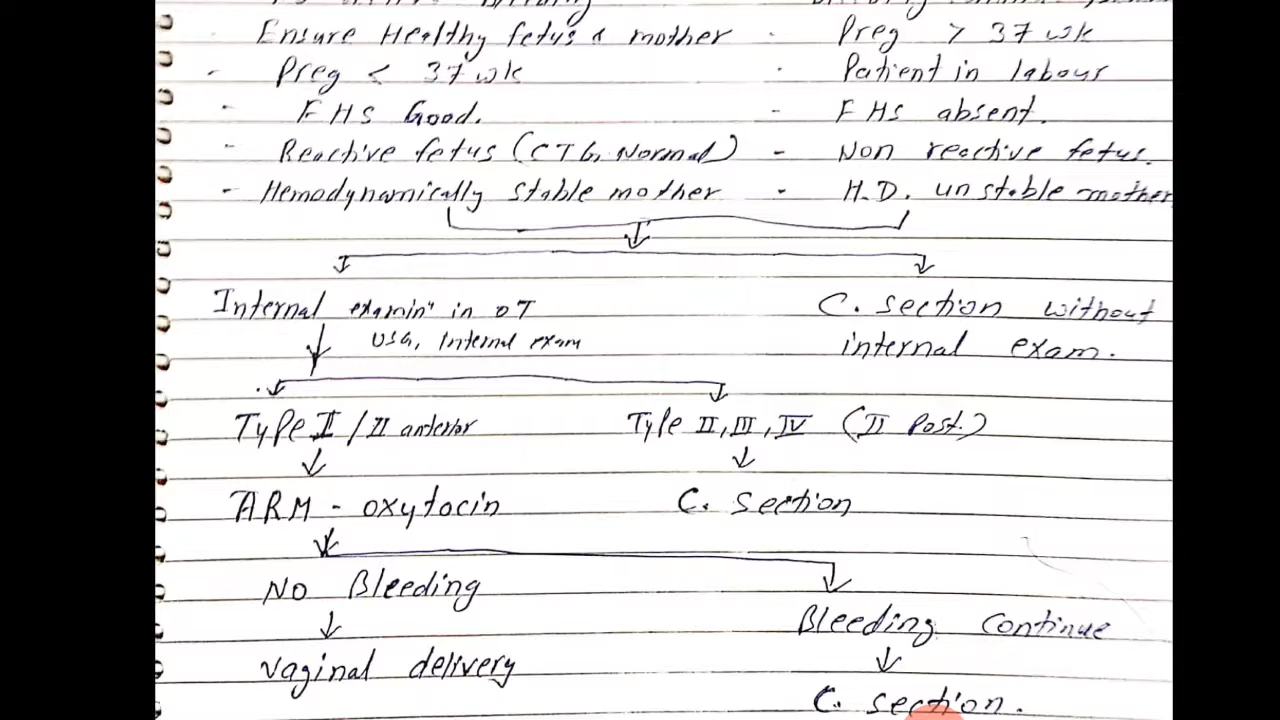 Ensure Healthy fetus & mother
- Preg < 37 wk
- FHS Good.
- Reactive fetus (CTG, Normal)
- Hemodynamically stable mother
- Preg > 37 wk
- Patient in labour
- FHS absent.
- Non reactive fetus.
- H.D. unstable mother
Internal examinⁿ in OT
USG, Internal exam
C. section without
internal exam.
Type I / II anterior
Type II, III, IV (II Post.)
ARM - oxytocin
C. section
No Bleeding
Bleeding continue
vaginal delivery
C. section.